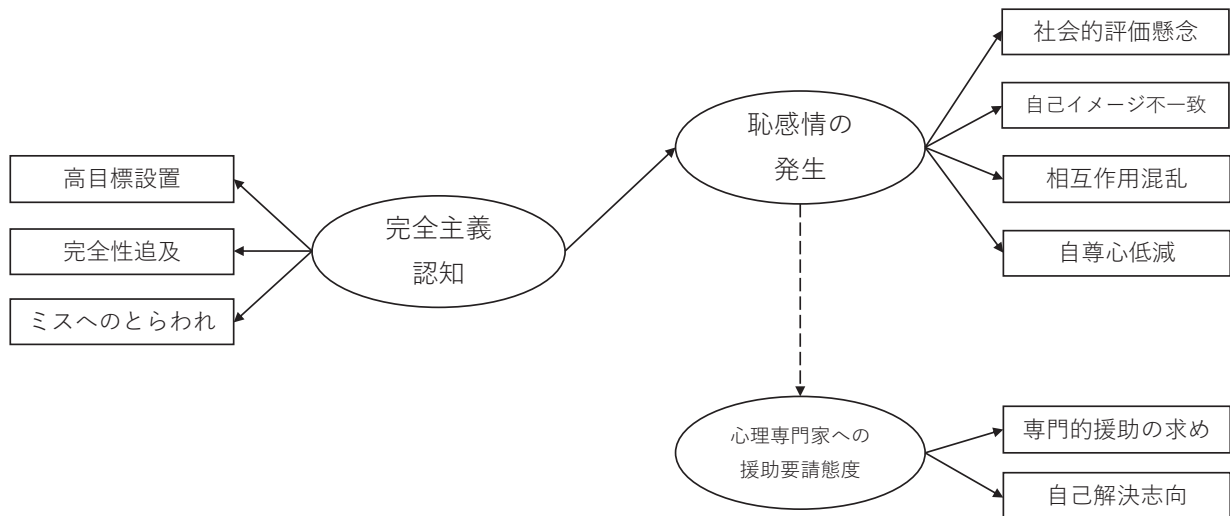 社会的評価懸念
自己イメージ不一致
相互作用混乱
自尊心低減
恥感情の
発生
高目標設置
完全性追及
ミスへのとらわれ
完全主義
認知
心理専門家への
援助要請態度
専門的援助の求め
自己解決志向